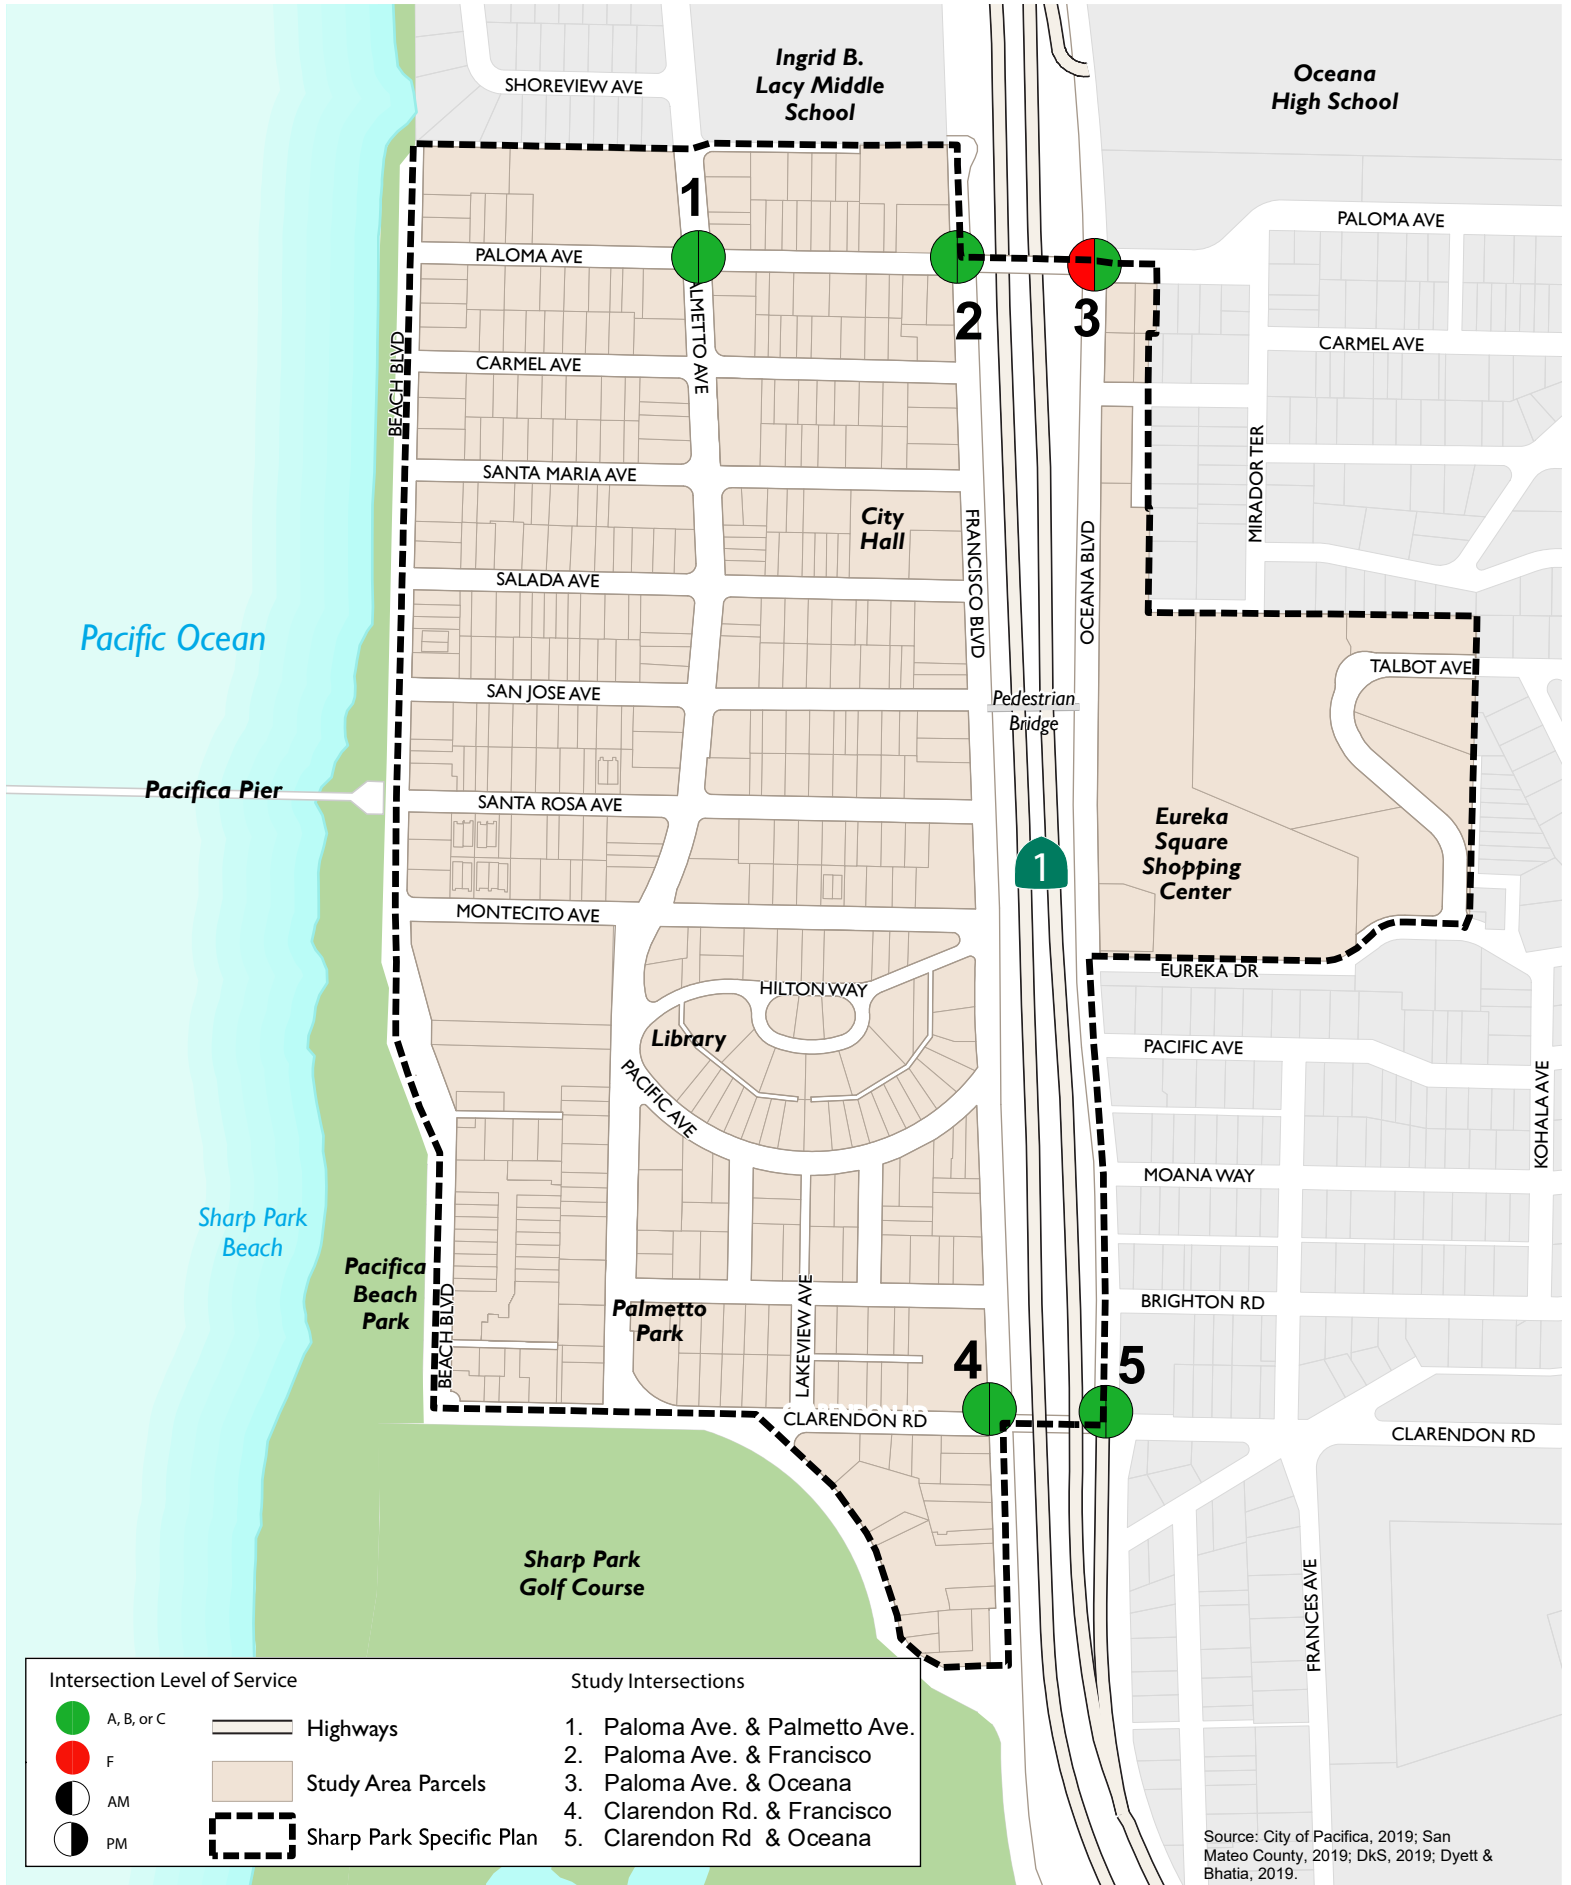 Ingrid B.
Lacy Middle
School
Oceana
High School
SHOREVIEW AVE
1
PALOMA AVE
PALOMA AVE
2
3
CARMEL AVE
CARMEL AVE
BEACH BLVD
ALMETTO AVE
SANTA MARIA AVE
City
Hall
MIRADOR TER
FRANCISCO BLVD
OCEANA BLVD
SALADA AVE
Pacific Ocean
TALBOT AVE
SAN JOSE AVE
Pedestrian
Bridge
Pacifica Pier
SANTA ROSA AVE
Eureka
Square
Shopping
Center
1
MONTECITO AVE
EUREKA DR
HILTON WAY
Library
PACIFIC AVE
PACIFIC AVE
KOHALA AVE
MOANA WAY
Sharp Park
Beach
Pacifica
Beach
Park
BEACH BLVD
Palmetto
Park
LAKEVIEW AVE
BRIGHTON RD
4
5
CLARENDON RD
CLARENDON RD
CLARENDON RD
Sharp Park
Golf Course
FRANCES AVE
Intersection Level of Service
A, B, or C
F
AM
PM
Highways
Study Area Parcels
Sharp Park Specific Plan
Study Intersections
1. Paloma Ave. & Palmetto Ave.
2. Paloma Ave. & Francisco
3. Paloma Ave. & Oceana
4. Clarendon Rd. & Francisco
5. Clarendon Rd & Oceana
Source: City of Pacifica, 2019; San
Mateo County, 2019; DkS, 2019; Dyett &
Bhatia, 2019.